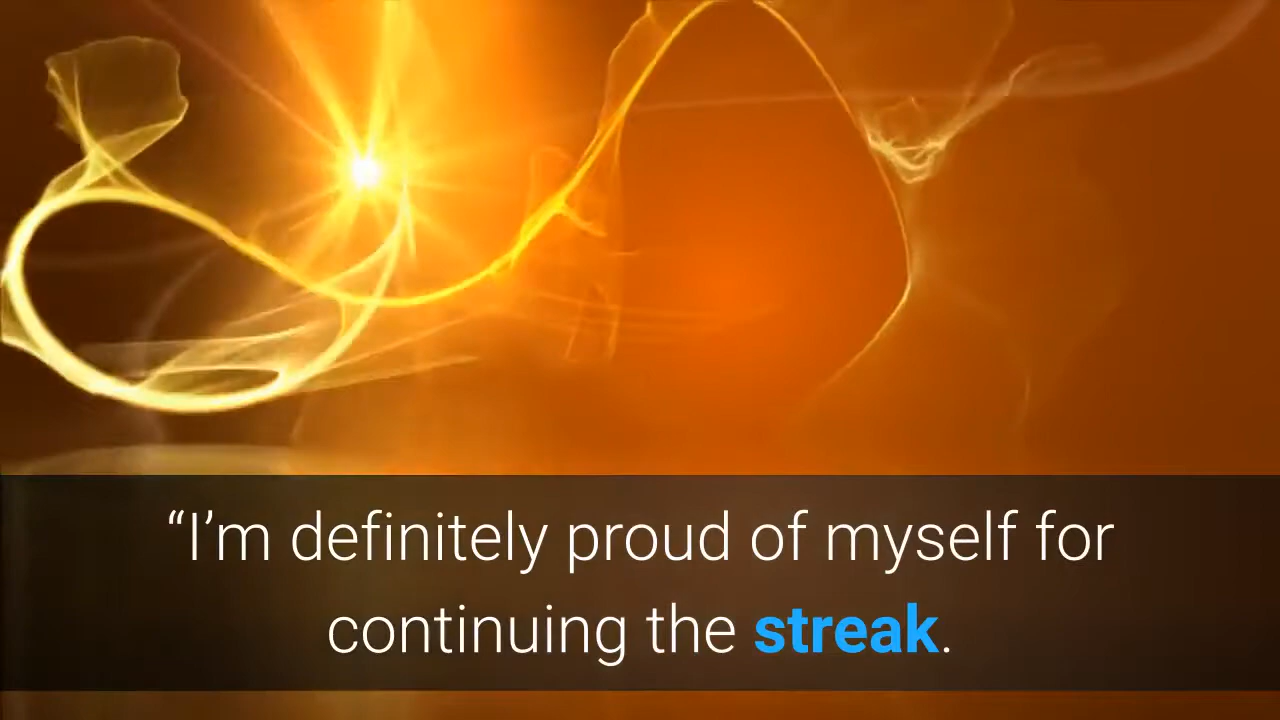 “I’m definitely proud of myself for
continuing the streak.